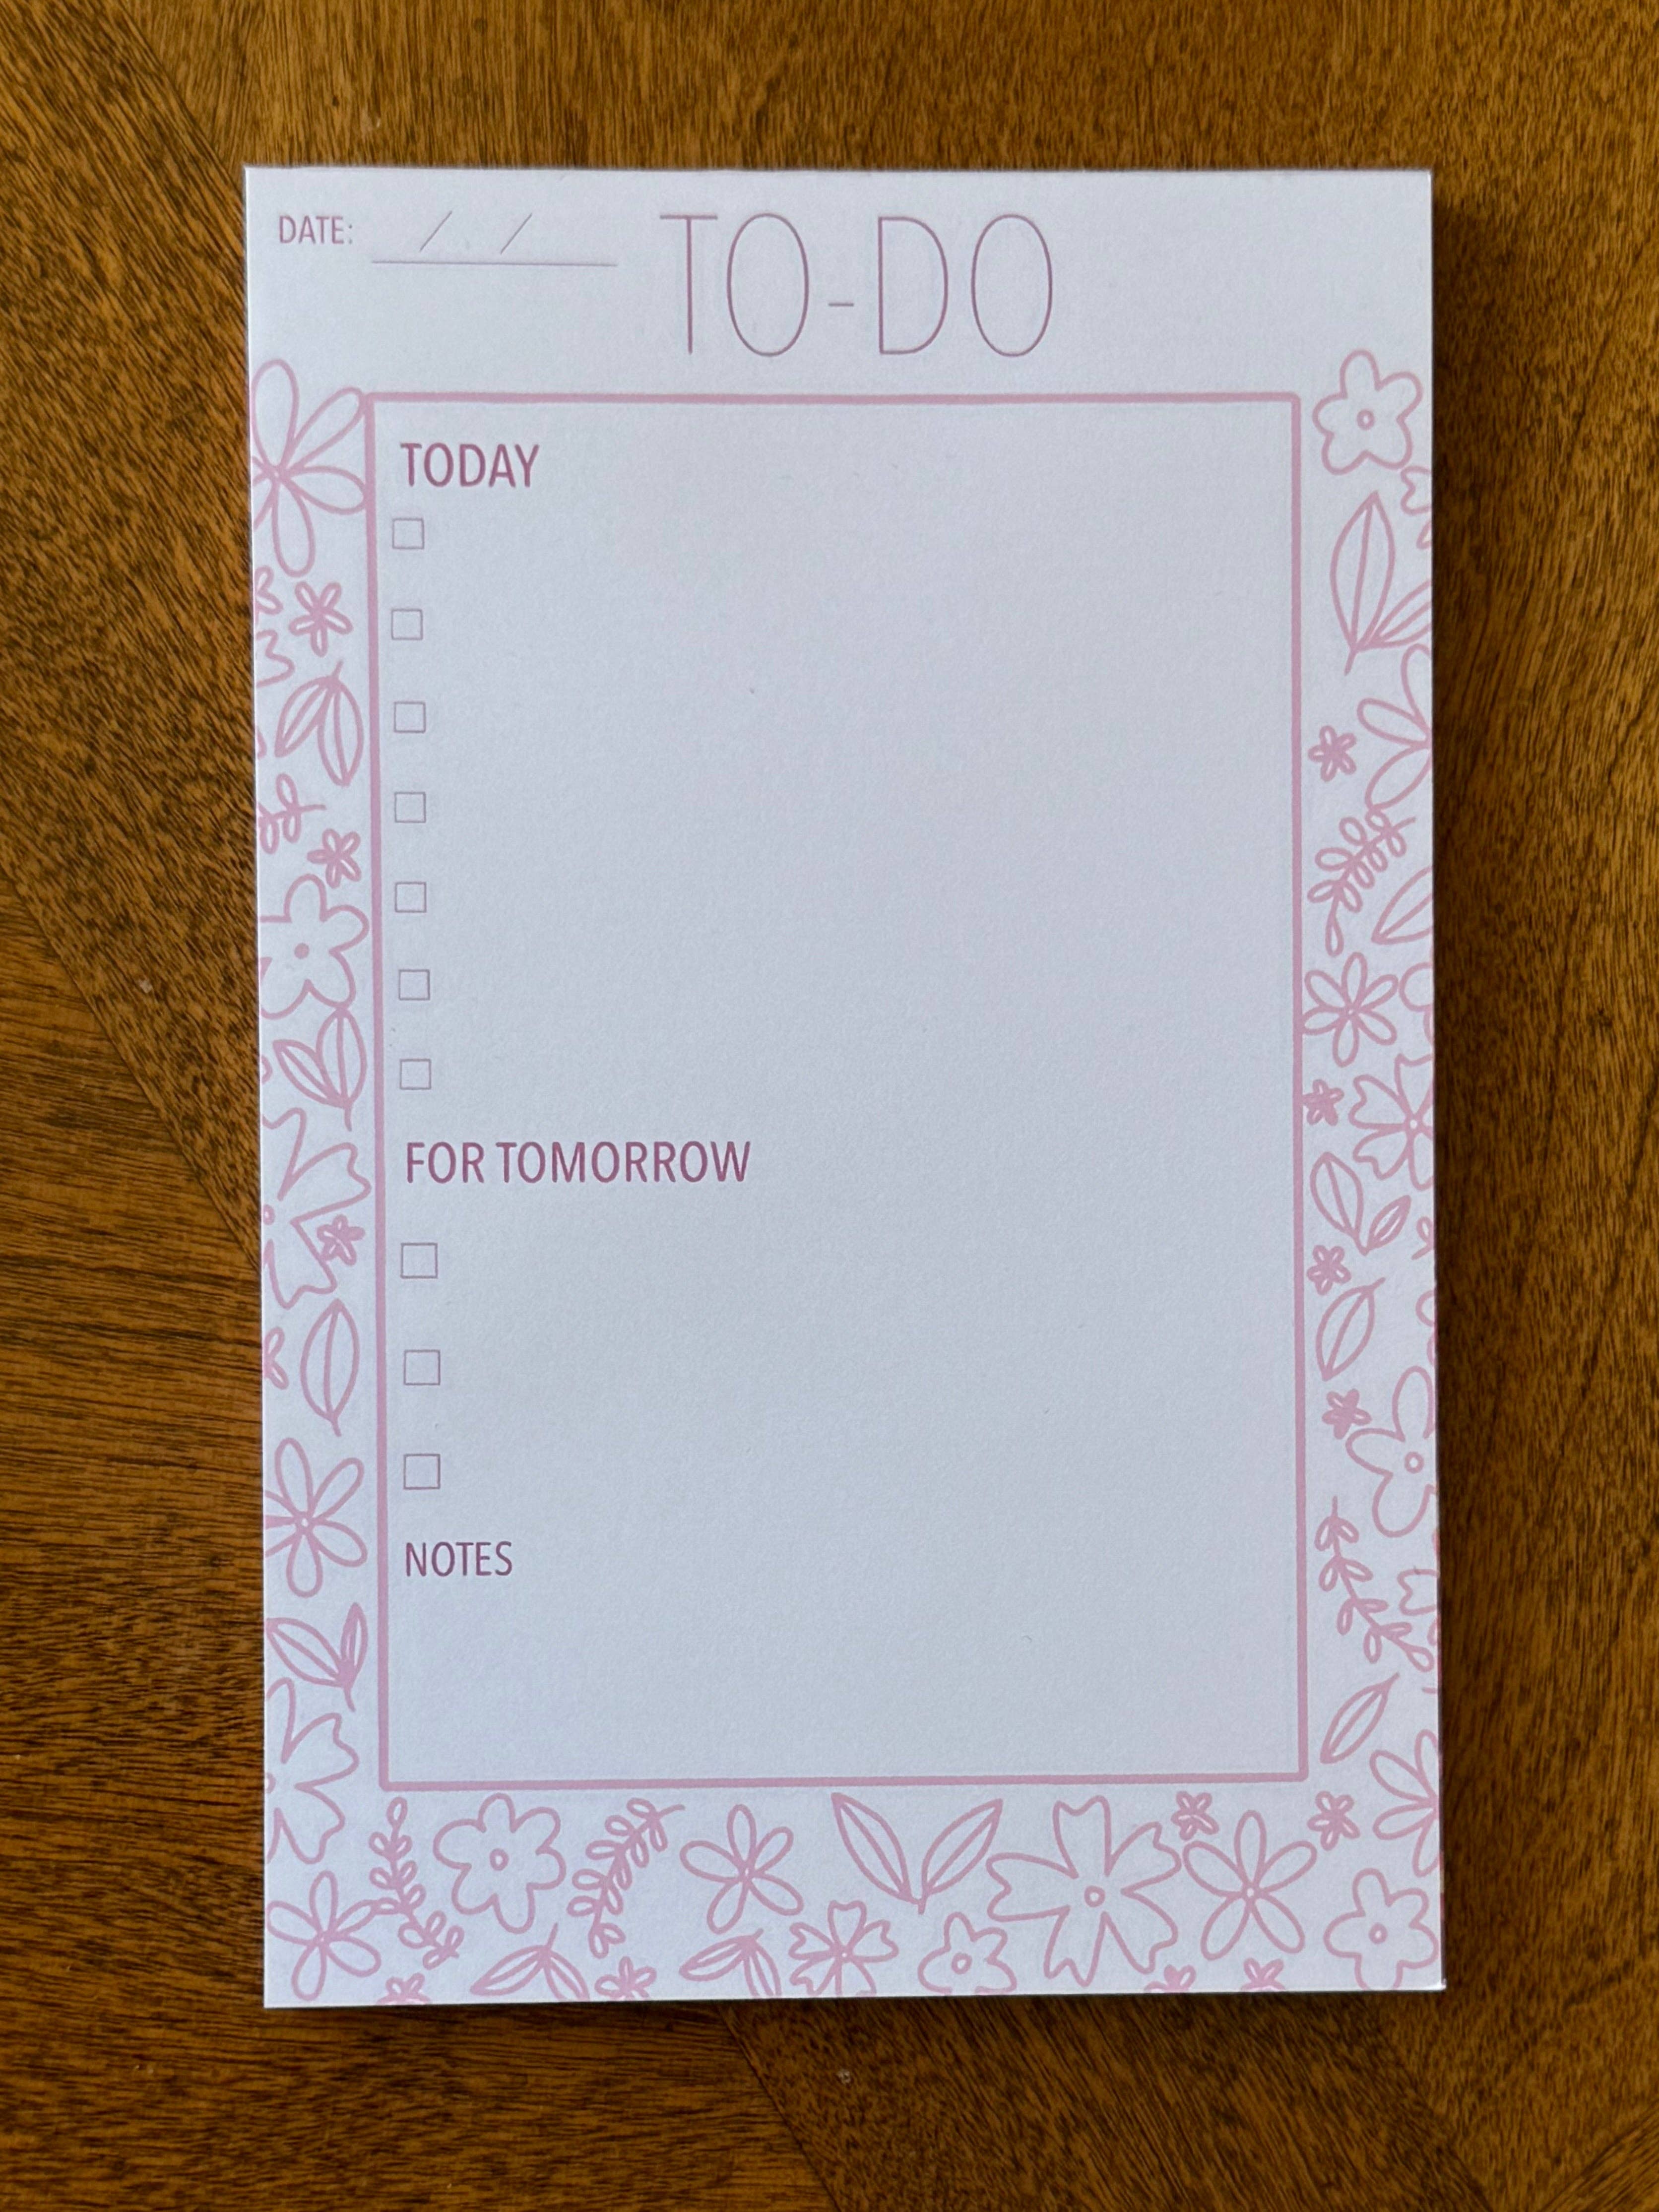 DATE: / /
TO-DO
TODAY
FOR TOMORROW
NOTES